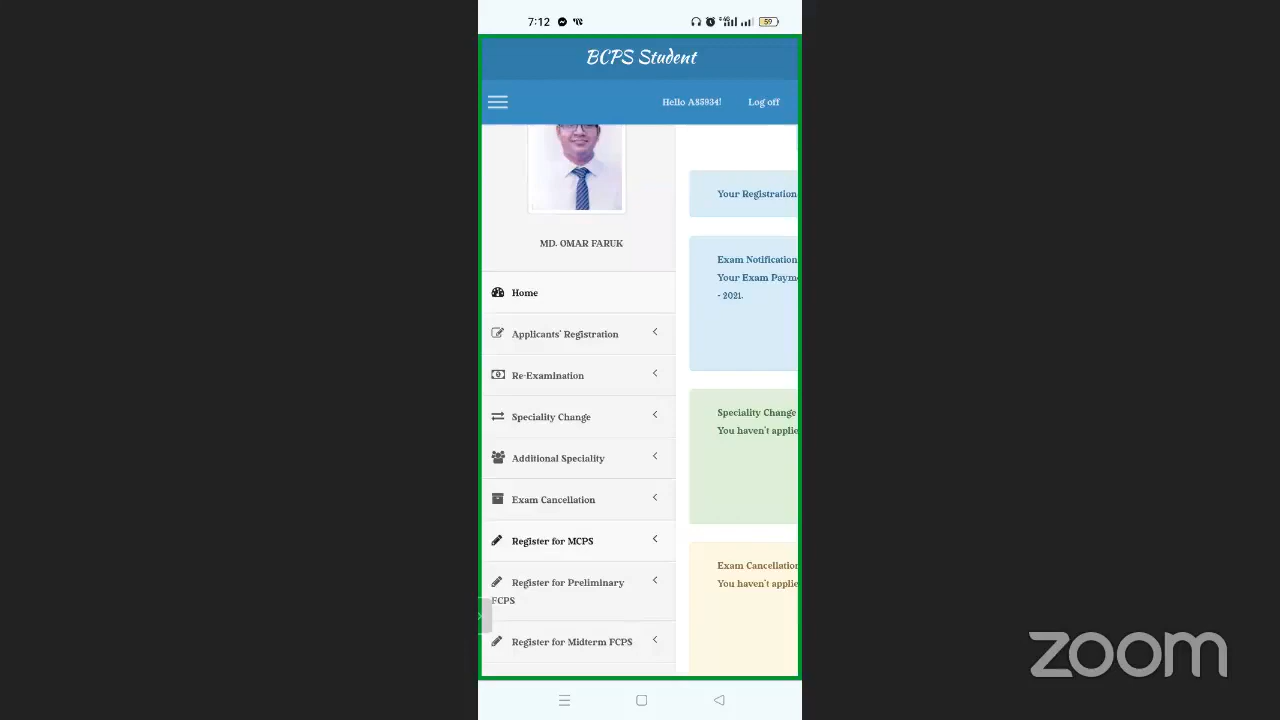 7:12
59
BCPS Student
Hello A85934!
Log off
MD. OMAR FARUK
Home
Applicants' Registration
Re-Examination
Speciality Change
Additional Speciality
Exam Cancellation
Register for MCPS
Register for Preliminary
FCPS
Register for Midterm FCPS
Your Registration
Exam Notification
Your Exam Payme
- 2021.
Speciality Change
You haven't applie
Exam Cancellation
You haven't applie
zoom